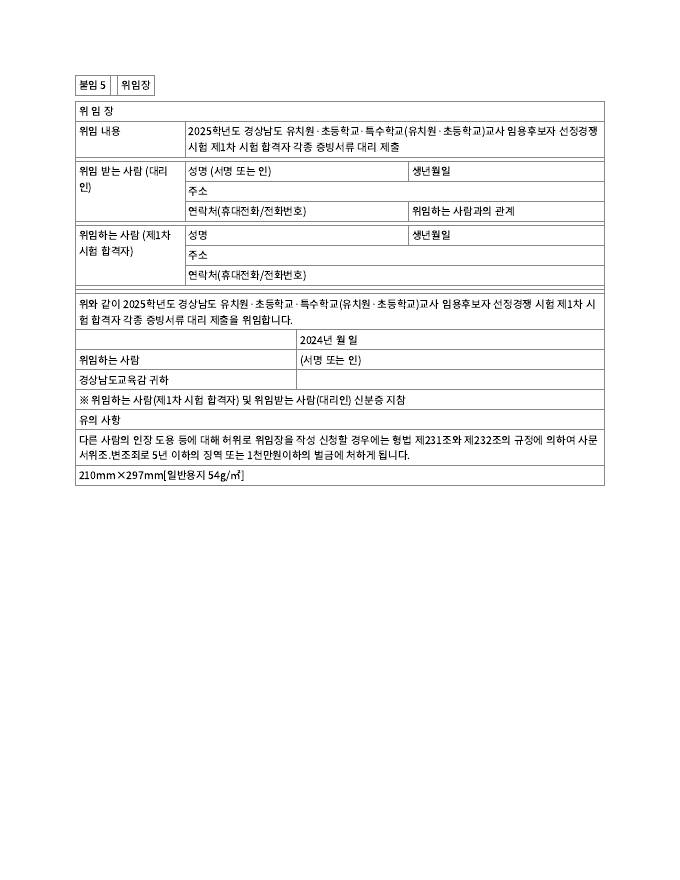 붙임 5 위임장
위 임 장
위임 내용 2025학년도 경상남도 유치원·초등학교·특수학교(유치원·초등학교)교사 임용후보자 선정경쟁
시험 제1차 시험 합격자 각종 증빙서류 대리 제출
위임 받는 사람 (대리
인)
성명 (서명 또는 인) 생년월일
주소
연락처(휴대전화/전화번호) 위임하는 사람과의 관계
위임하는 사람 (제1차
시험 합격자)
성명 생년월일
주소
연락처(휴대전화/전화번호)
위와 같이 2025학년도 경상남도 유치원·초등학교·특수학교(유치원·초등학교)교사 임용후보자 선정경쟁 시험 제1차 시
험 합격자 각종 증빙서류 대리 제출을 위임합니다.
2024년 월 일
위임하는 사람 (서명 또는 인)
경상남도교육감 귀하
※ 위임하는 사람(제1차 시험 합격자) 및 위임받는 사람(대리인) 신분증 지참
유의 사항
다른 사람의 인장 도용 등에 대해 허위로 위임장을 작성 신청할 경우에는 형법 제231조와 제232조의 규정에 의하여 사문
서위조.변조죄로 5년 이하의 징역 또는 1천만원이하의 벌금에 처하게 됩니다.
210mm×297mm[일반용지 54g/㎡]